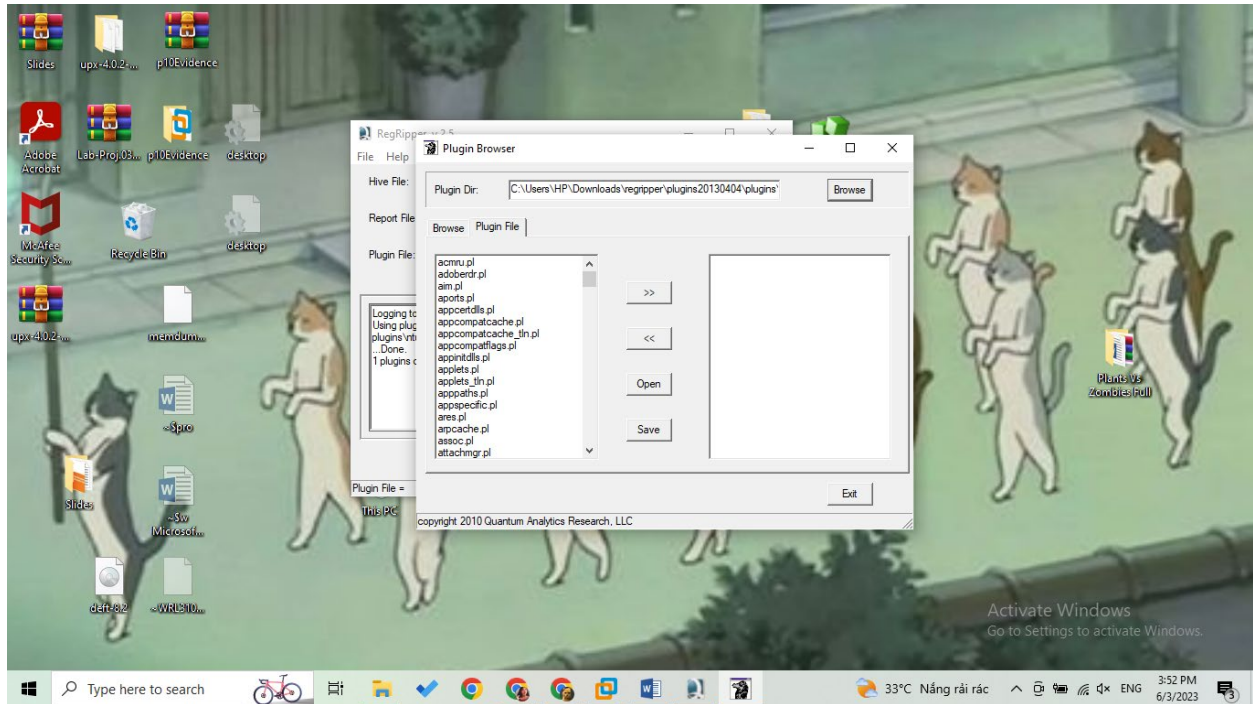 Slides
upx-4.0.2-...
p10Evidence
Adobe
Acrobat
Lab-Proj.03...
p10Evidence
desktop
McAfee
Security Sc...
Recycle Bin
desktop
upx-4.0.2-...
memdum...
~$pro
Slides
~$w
Microsoft...
deft-8.2
~WRL310...
This PC
Plants Vs
Zombies Full
RegRipper, v.2.5
File Help
Hive File:
Report File
Plugin File:
Logging to
Using plug
plugins\ntu
...Done.
1 plugins c
Plugin File =
Plugin Browser
Plugin Dir: C:\Users\HP\Downloads\regripper\plugins20130404\plugins\ Browse
Browse Plugin File
acmru.pl
adoberdr.pl
aim.pl
aports.pl
appcertdlls.pl
appcompatcache.pl
appcompatcache_tln.pl
appcompatflags.pl
appinitdlls.pl
applets.pl
applets_tln.pl
apppaths.pl
appspecific.pl
ares.pl
arpcache.pl
assoc.pl
attachmgr.pl
>>
<<
Open
Save
Exit
copyright 2010 Quantum Analytics Research, LLC
Activate Windows
Go to Settings to activate Windows.
Type here to search
33°C Nắng rải rác
ENG
3:52 PM
6/3/2023
3